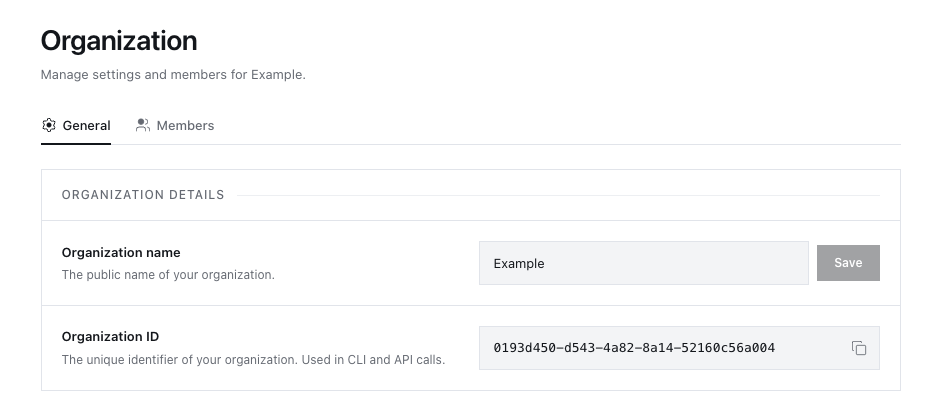 Organization
Manage settings and members for Example.
General
Members
ORGANIZATION DETAILS
Organization name
The public name of your organization.
Example
Save
Organization ID
The unique identifier of your organization. Used in CLI and API calls.
0193d450-d543-4a82-8a14-52160c56a004